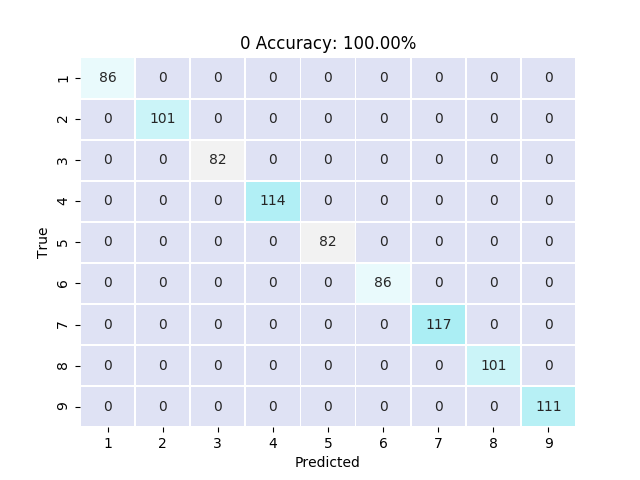 0 Accuracy: 100.00%
True
1 86 0 0 0 0 0 0 0 0
2 0 101 0 0 0 0 0 0 0
3 0 0 82 0 0 0 0 0 0
4 0 0 0 114 0 0 0 0 0
5 0 0 0 0 82 0 0 0 0
6 0 0 0 0 0 86 0 0 0
7 0 0 0 0 0 0 117 0 0
8 0 0 0 0 0 0 0 101 0
9 0 0 0 0 0 0 0 0 111
1 2 3 4 5 6 7 8 9
Predicted